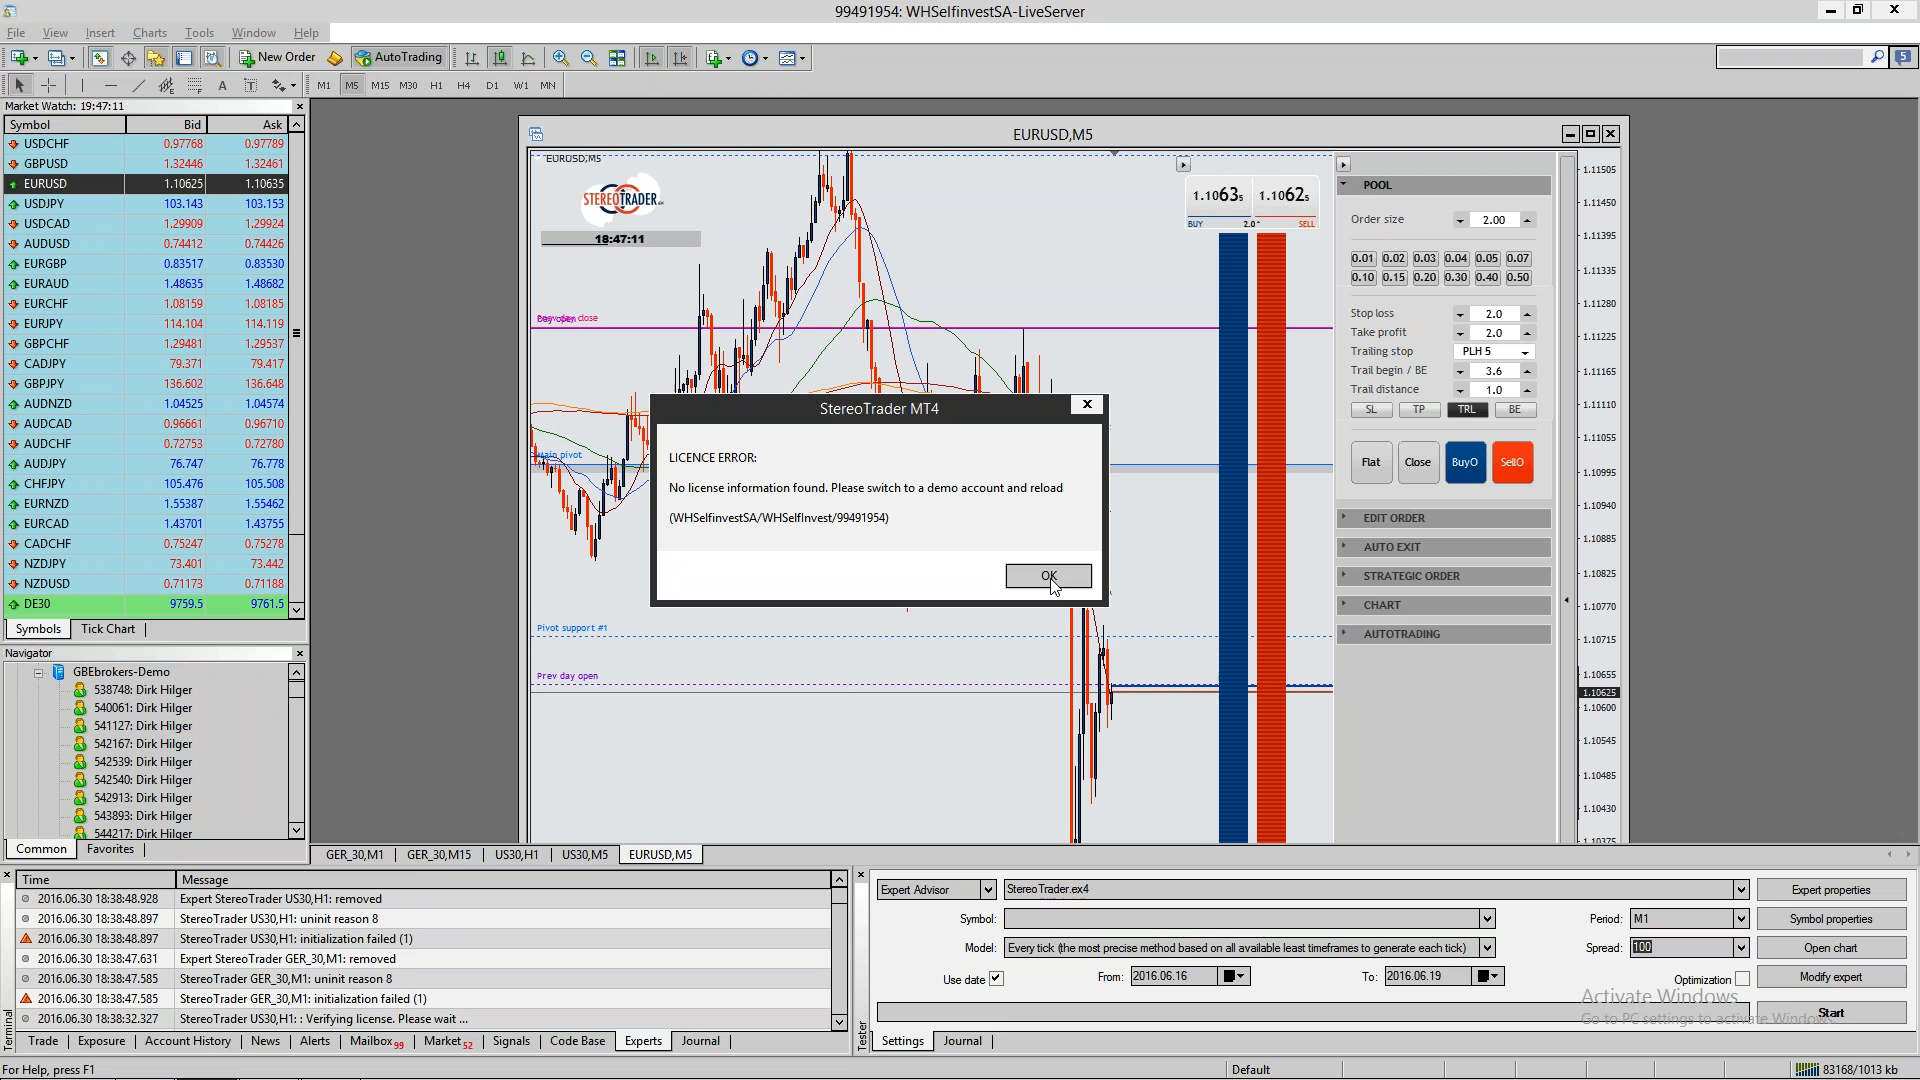 99491954: WHSelfinvestSA-LiveServer
File View Insert Charts Tools Window Help
New Order AutoTrading
5
A T M1 M5 M15 M30 H1 H4 D1 W1 MN
Market Watch: 19:47:11
Symbol Bid Ask
USDCHF 0.97768 0.97789
GBPUSD 1.32446 1.32461
EURUSD 1.10625 1.10635
USDJPY 103.143 103.153
USDCAD 1.29909 1.29924
AUDUSD 0.74412 0.74426
EURGBP 0.83517 0.83530
EURAUD 1.48635 1.48682
EURCHF 1.08159 1.08185
EURJPY 114.104 114.119
GBPCHF 1.29481 1.29537
CADJPY 79.371 79.417
GBPJPY 136.602 136.648
AUDNZD 1.04525 1.04574
AUDCAD 0.96661 0.96710
AUDCHF 0.72753 0.72780
AUDJPY 76.747 76.778
CHFJPY 105.476 105.508
EURNZD 1.55387 1.55462
EURCAD 1.43701 1.43755
CADCHF 0.75247 0.75278
NZDJPY 73.401 73.442
NZDUSD 0.71173 0.71188
DE30 9759.5 9761.5
Symbols Tick Chart
Navigator
GBEbrokers-Demo
538748: Dirk Hilger
540061: Dirk Hilger
541127: Dirk Hilger
542167: Dirk Hilger
542539: Dirk Hilger
542540: Dirk Hilger
542913: Dirk Hilger
543893: Dirk Hilger
544217: Dirk Hilger
Common Favorites
EURUSD,M5
EURUSD,M5
STEREOTRADER
18:47:11
1.10635 1.10625
BUY 2.0 SELL
day close
Main pivot
Pivot support #1
Prev day open
POOL
Order size 2.00
0.01 0.02 0.03 0.04 0.05 0.07
0.10 0.15 0.20 0.30 0.40 0.50
Stop loss 2.0
Take profit 2.0
Trailing stop PLH 5
Trail begin / BE 3.6
Trail distance 1.0
SL TP TRL BE
Flat Close BuyO SellO
EDIT ORDER
AUTO EXIT
STRATEGIC ORDER
CHART
AUTOTRADING
1.11505
1.11450
1.11395
1.11335
1.11280
1.11225
1.11165
1.11110
1.11055
1.10995
1.10940
1.10885
1.10825
1.10770
1.10715
1.10655
1.10625
1.10600
1.10545
1.10485
1.10430
1.10375
StereoTrader MT4
LICENCE ERROR:
No license information found. Please switch to a demo account and reload
(WHSelfinvestSA/WHSelfInvest/99491954)
OK
GER_30,M1 GER_30,M15 US30,H1 US30,M5 EURUSD,M5
Time Message
2016.06.30 18:38:48.928 Expert StereoTrader US30,H1: removed
2016.06.30 18:38:48.897 StereoTrader US30,H1: uninit reason 8
2016.06.30 18:38:48.897 StereoTrader US30,H1: initialization failed (1)
2016.06.30 18:38:47.631 Expert StereoTrader GER_30,M1: removed
2016.06.30 18:38:47.585 StereoTrader GER_30,M1: uninit reason 8
2016.06.30 18:38:47.585 StereoTrader GER_30,M1: initialization failed (1)
2016.06.30 18:38:32.327 StereoTrader US30,H1: : Verifying license. Please wait ...
Terminal
Trade Exposure Account History News Alerts Mailbox 99 Market 52 Signals Code Base Experts Journal
Expert Advisor StereoTrader.ex4 Expert properties
Symbol: Period: M1 Symbol properties
Model: Every tick (the most precise method based on all available least timeframes to generate each tick) Spread: 100 Open chart
Use date From: 2016.06.16 To: 2016.06.19 Optimization Modify expert
Activate Windows
Go to PC settings to activate Windows.
Start
Tester
Settings Journal
For Help, press F1 Default 83168/1013 kb